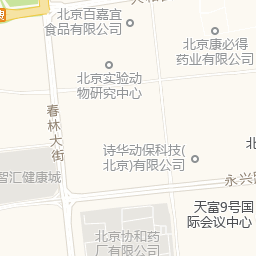 北京百嘉宜
食品有限公司
北京康必得
药业有限公司
北京实验动
物研究中心
春林大街
诗华动保科技(
北京)有限公司
智汇健康城
永兴路
天富9号国
际会议中心
北京协和药
厂有限公司